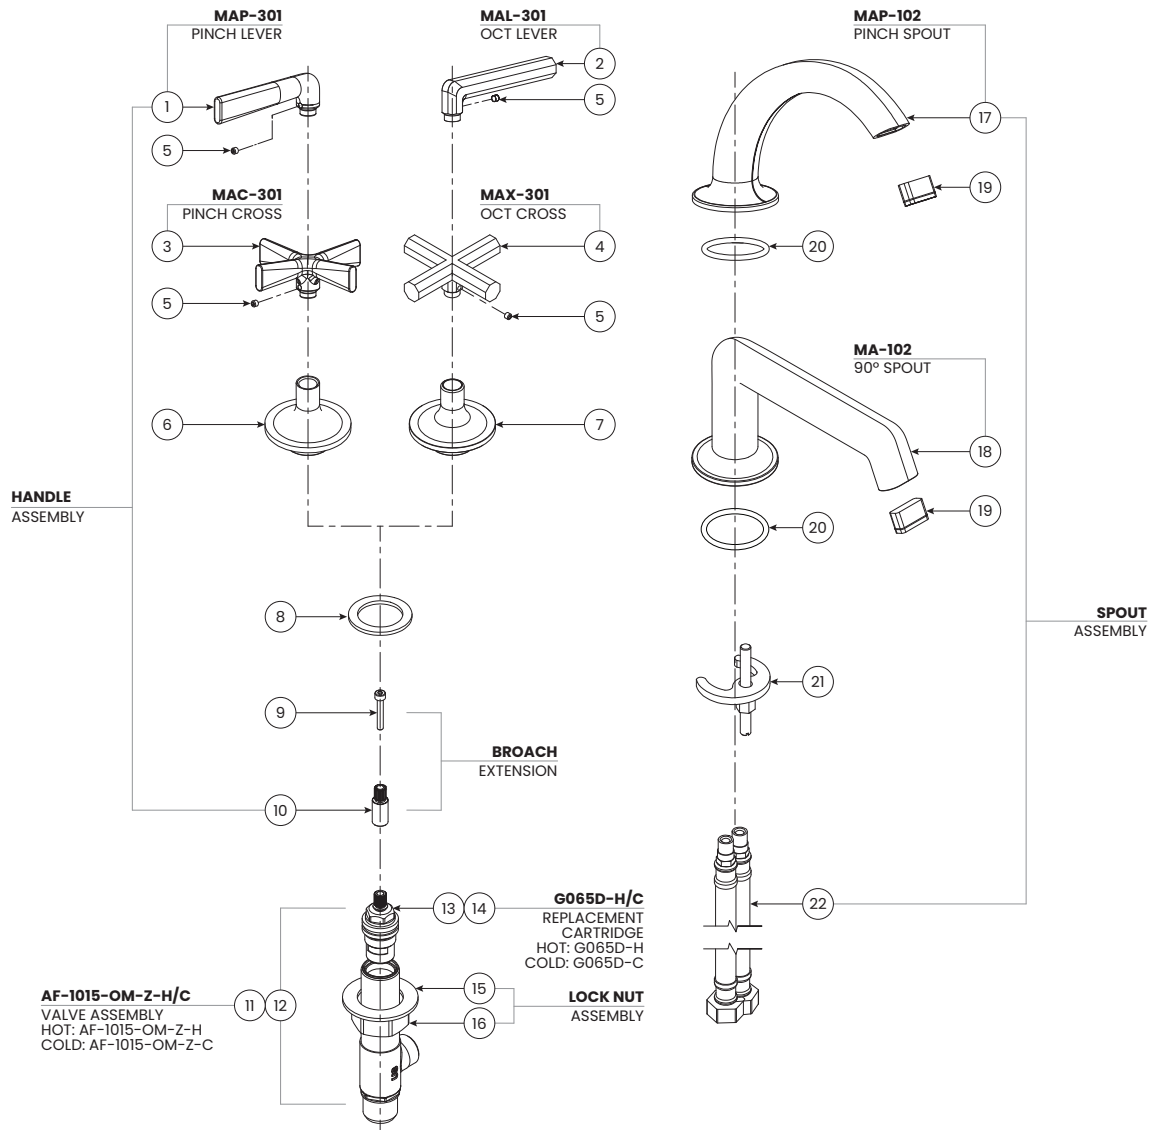 MAP-301
PINCH LEVER
MAL-301
OCT LEVER
MAP-102
PINCH SPOUT
1
2
5
5
17
19
MAC-301
PINCH CROSS
MAX-301
OCT CROSS
3
4
20
5
5
MA-102
90° SPOUT
6
7
18
HANDLE
ASSEMBLY
19
20
8
SPOUT
ASSEMBLY
21
9
BROACH
EXTENSION
10
13
14
G065D-H/C
REPLACEMENT
CARTRIDGE
HOT: G065D-H
COLD: G065D-C
22
15
LOCK NUT
ASSEMBLY
16
AF-1015-OM-Z-H/C
VALVE ASSEMBLY
HOT: AF-1015-OM-Z-H
COLD: AF-1015-OM-Z-C
11
12